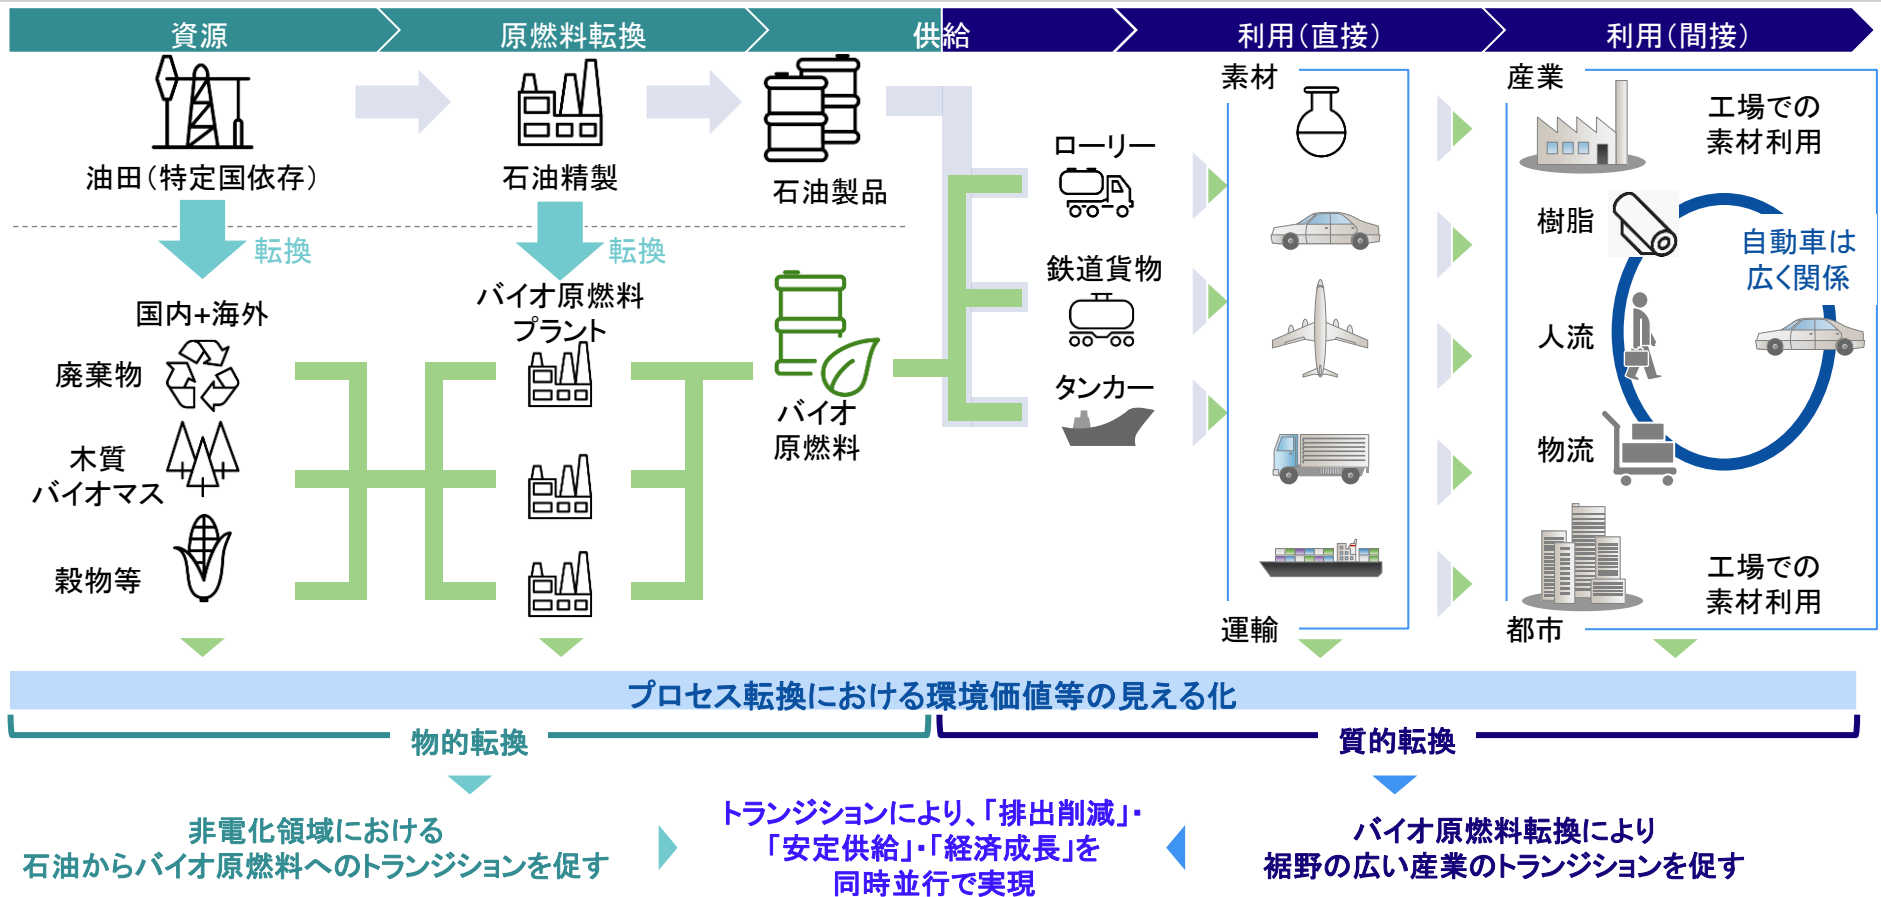 資源
原燃料転換
供給
利用(直接)
利用(間接)
油田(特定国依存)
石油精製
石油製品
転換
転換
国内+海外
廃棄物
木質
バイオマス
穀物等
バイオ原燃料
プラント
バイオ
原燃料
ローリー
鉄道貨物
タンカー
素材
運輸
産業
工場での
素材利用
樹脂
自動車は
広く関係
人流
物流
工場での
素材利用
都市
プロセス転換における環境価値等の見える化
物的転換
質的転換
非電化領域における
石油からバイオ原燃料へのトランジションを促す
トランジションにより、「排出削減」・
「安定供給」・「経済成長」を
同時並行で実現
バイオ原燃料転換により
裾野の広い産業のトランジションを促す